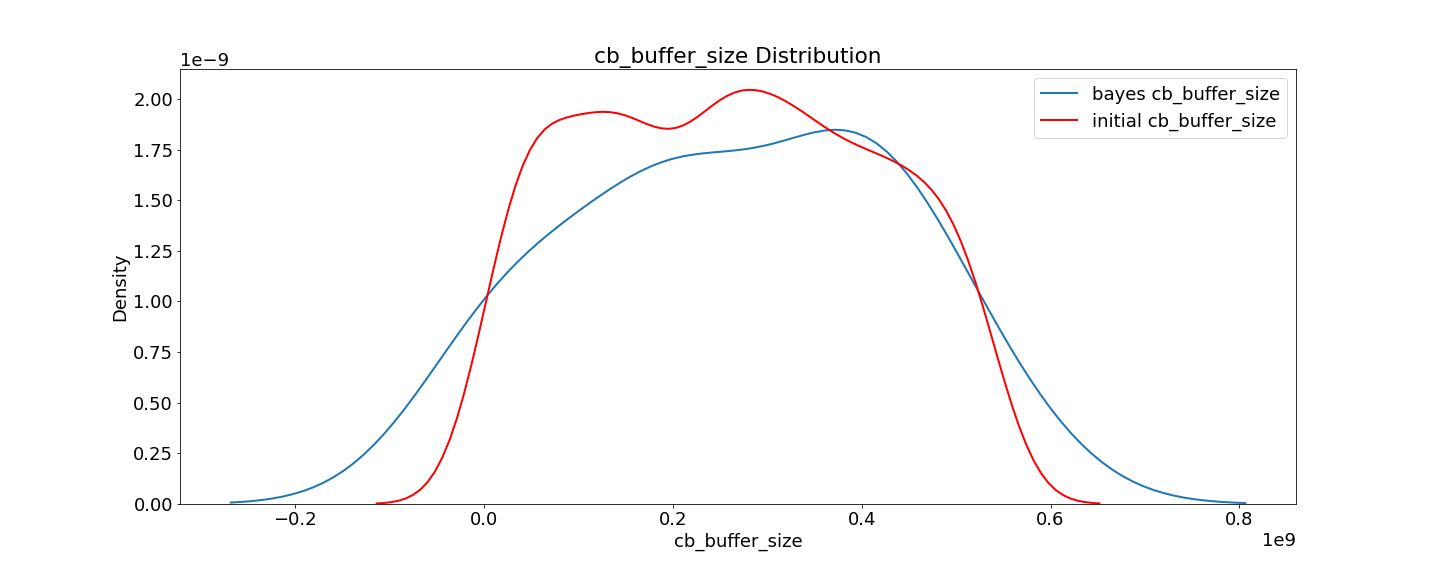 cb_buffer_size Distribution
1e−9
bayes cb_buffer_size
initial cb_buffer_size
2.00
1.75
1.50
1.25
1.00
0.75
0.50
0.25
0.00
Density
−0.2
0.0
0.2
0.4
0.6
0.8
cb_buffer_size
1e9